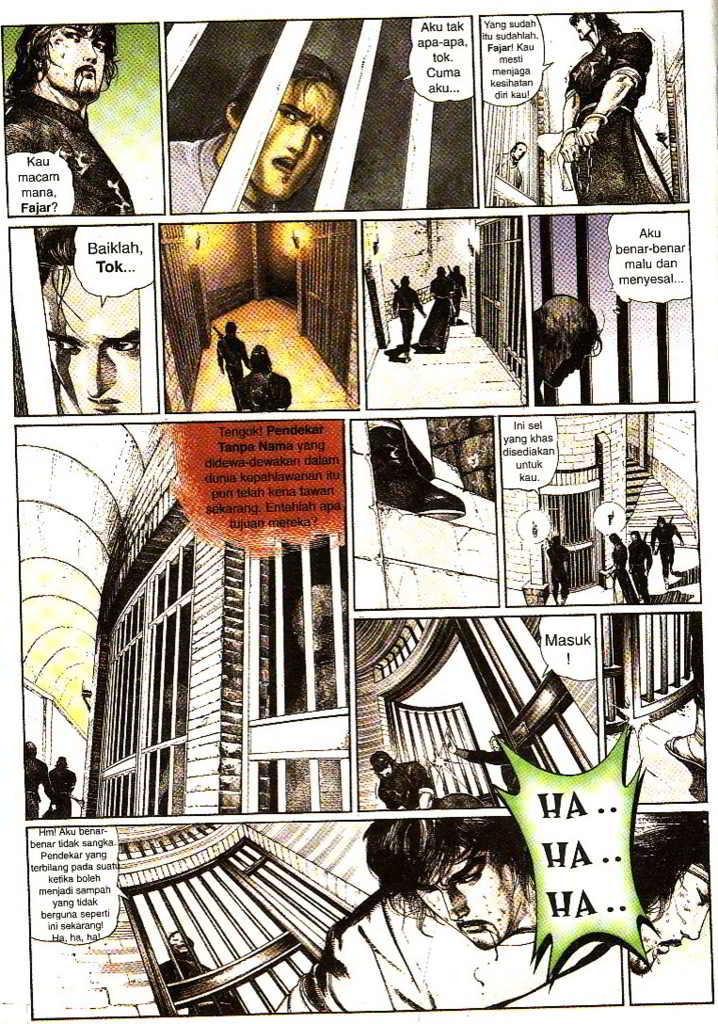 Kau
macam
mana,
Fajar?
Aku tak
apa-apa,
tok.
Cuma
aku...
Yang sudah
itu sudahlah,
Fajar! Kau
mesti
menjaga
kesihatan
diri kau!
Baiklah,
Tok...
Aku
benar-benar
malu dan
menyesal...
Tengok! Pendekar
Tanpa Nama yang
didewa-dewakan dalam
dunia kepahlawanan itu
pun telah kena tawan
sekarang. Entahlah apa
tujuan mereka?
Ini sel
yang khas
disediakan
untuk
kau.
Masuk
!
Hm! Aku benar-
benar tidak sangka.
Pendekar yang
terbilang pada suatu
ketika boleh
menjadi sampah
yang tidak
berguna seperti
ini sekarang!
Ha, ha, ha!
HA..
HA..
HA..